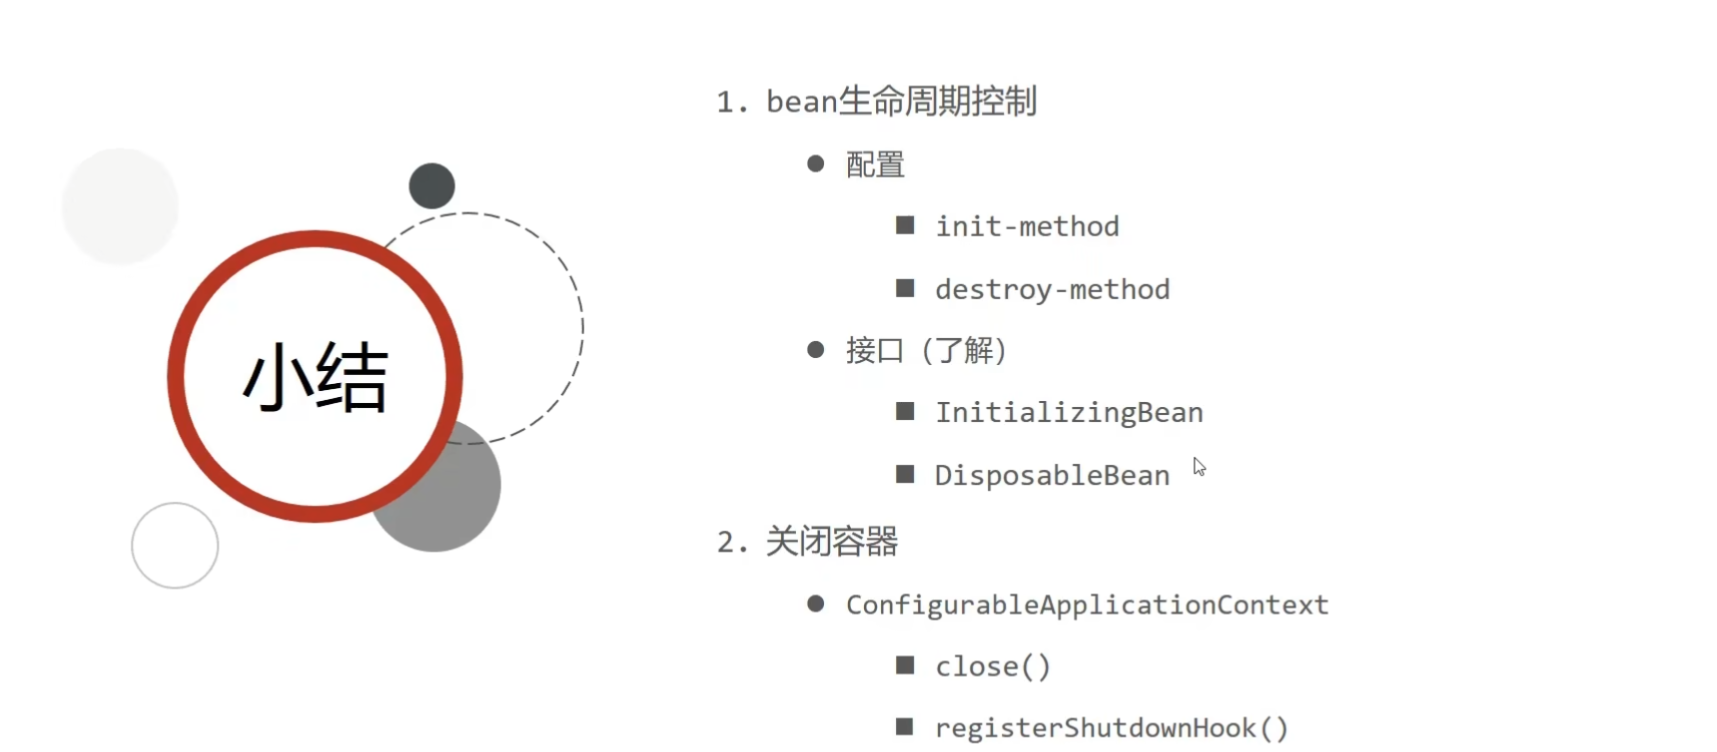 小结
1. bean生命周期控制
● 配置
■ init-method
■ destroy-method
● 接口（了解）
■ InitializingBean
■ DisposableBean
2. 关闭容器
● ConfigurableApplicationContext
■ close()
■ registerShutdownHook()